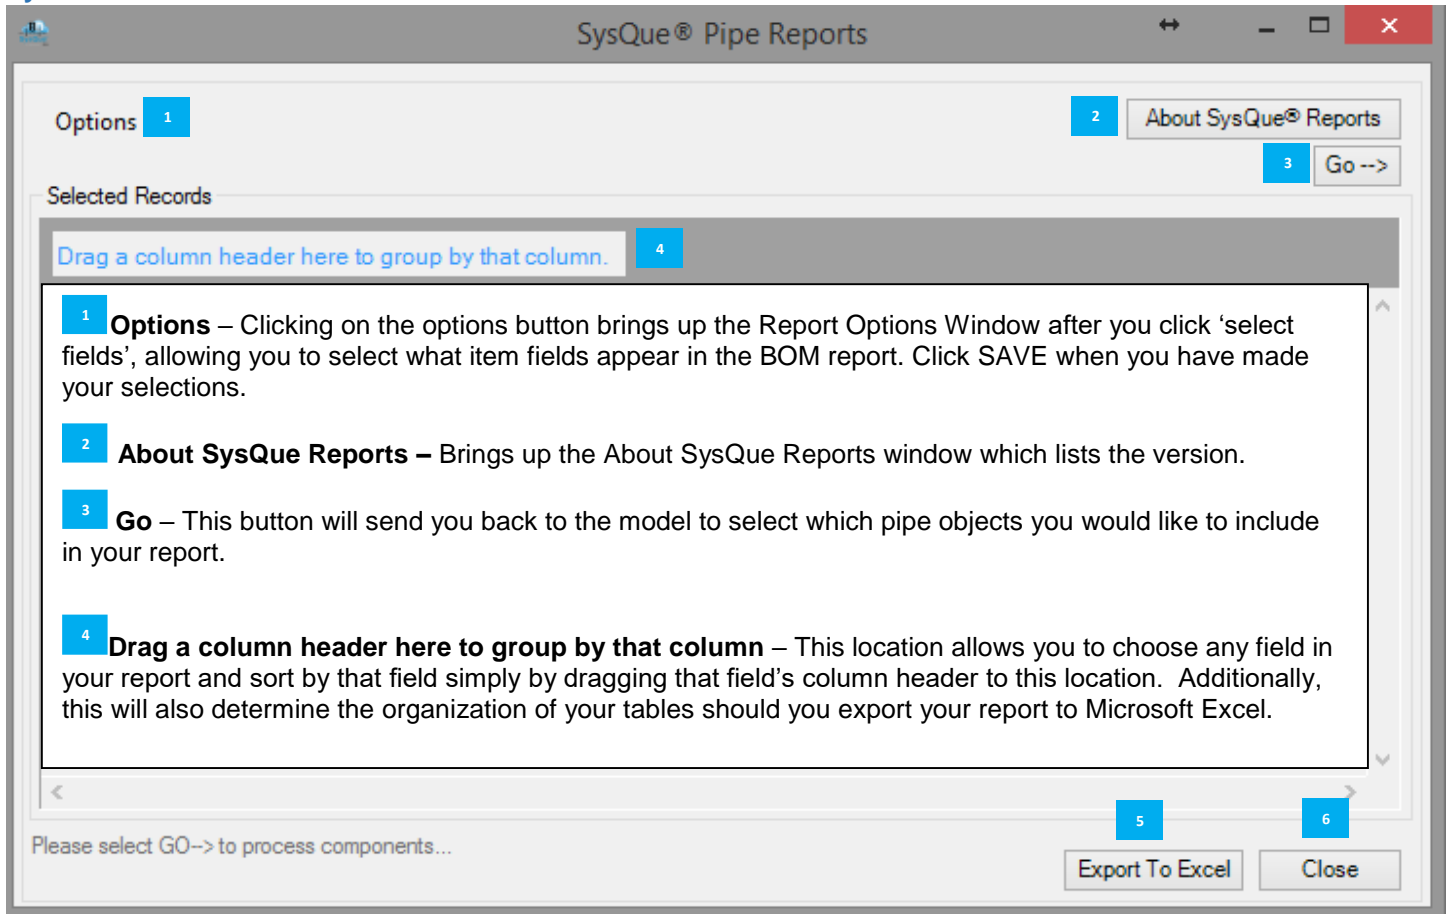 SysQue® Pipe Reports
Options 1
2 About SysQue® Reports
3 Go -->
Selected Records
Drag a column header here to group by that column. 4
1 Options – Clicking on the options button brings up the Report Options Window after you click ‘select
fields’, allowing you to select what item fields appear in the BOM report. Click SAVE when you have made
your selections.
2 About SysQue Reports – Brings up the About SysQue Reports window which lists the version.
3 Go – This button will send you back to the model to select which pipe objects you would like to include
in your report.
4 Drag a column header here to group by that column – This location allows you to choose any field in
your report and sort by that field simply by dragging that field’s column header to this location.  Additionally,
this will also determine the organization of your tables should you export your report to Microsoft Excel.
5 6
Please select GO--> to process components...
Export To Excel Close